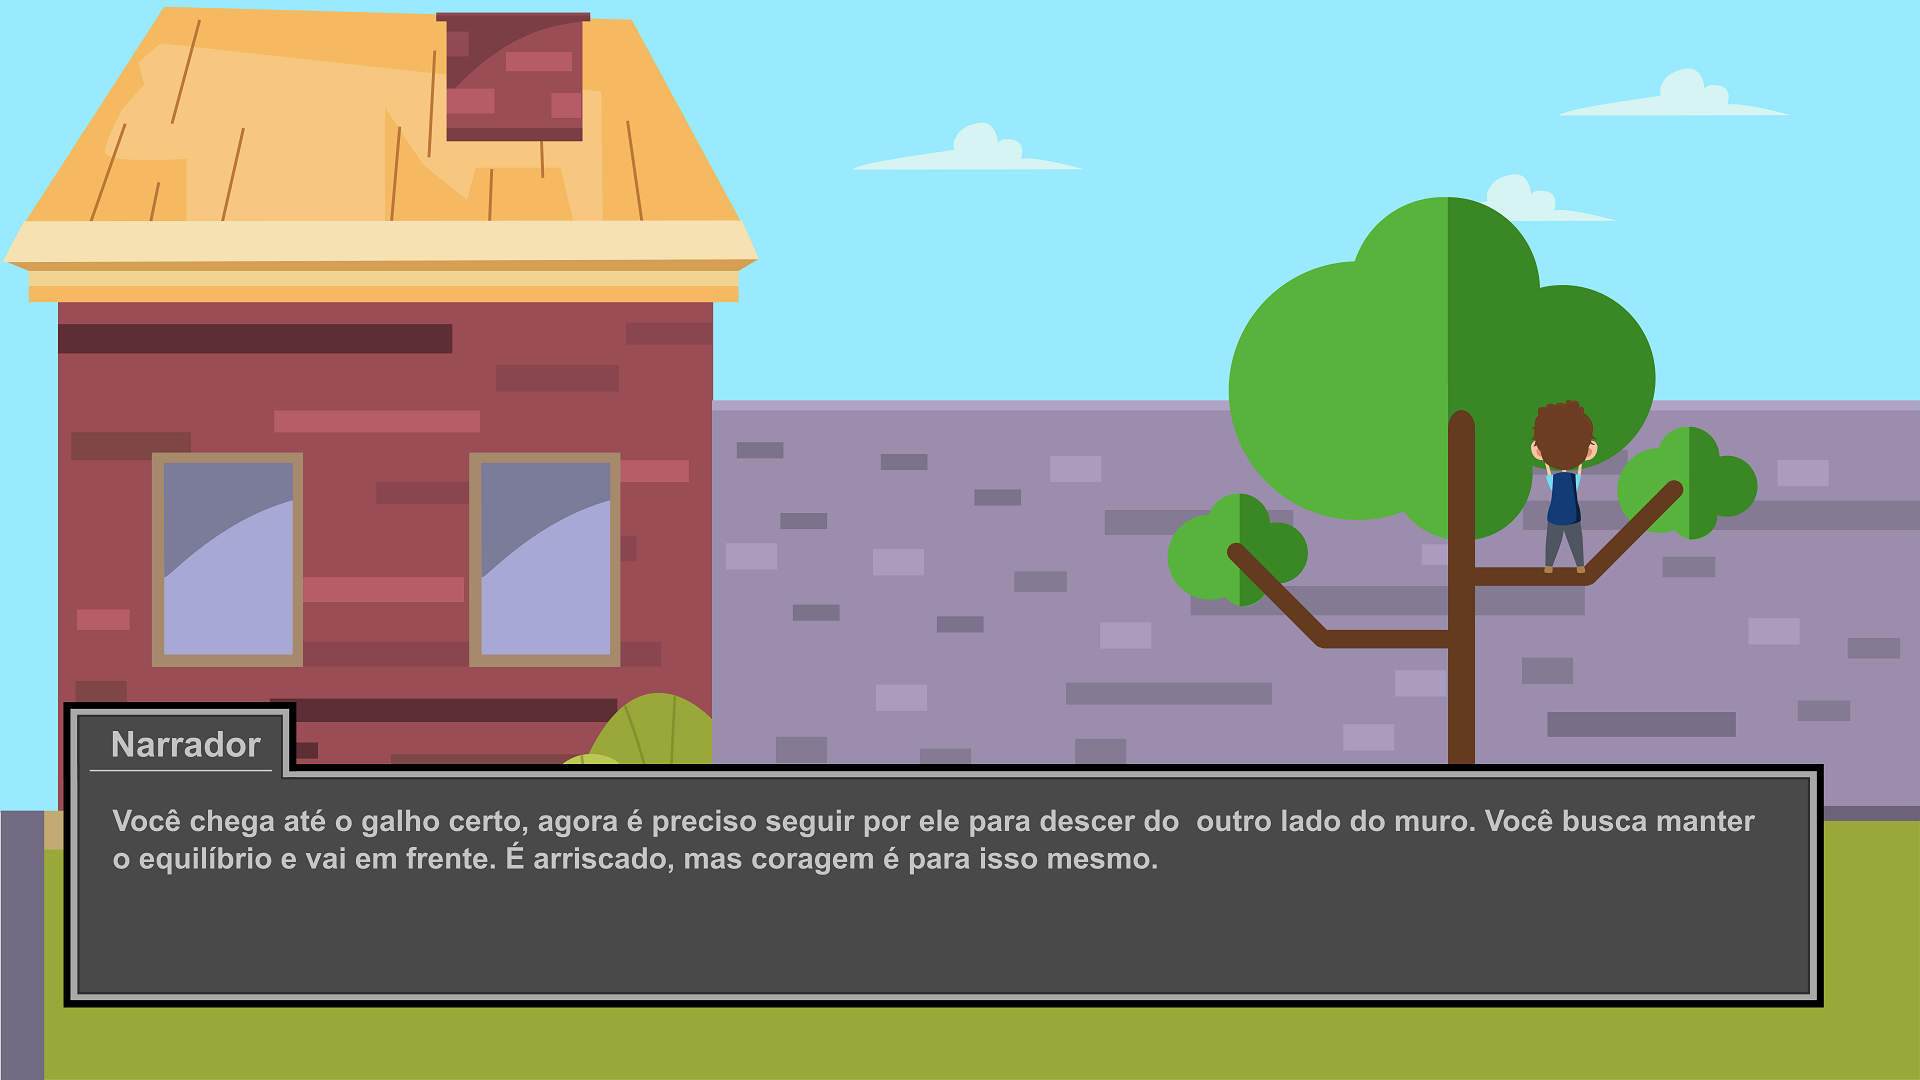 Narrador
Você chega até o galho certo, agora é preciso seguir por ele para descer do  outro lado do muro. Você busca manter
o equilíbrio e vai em frente. É arriscado, mas coragem é para isso mesmo.